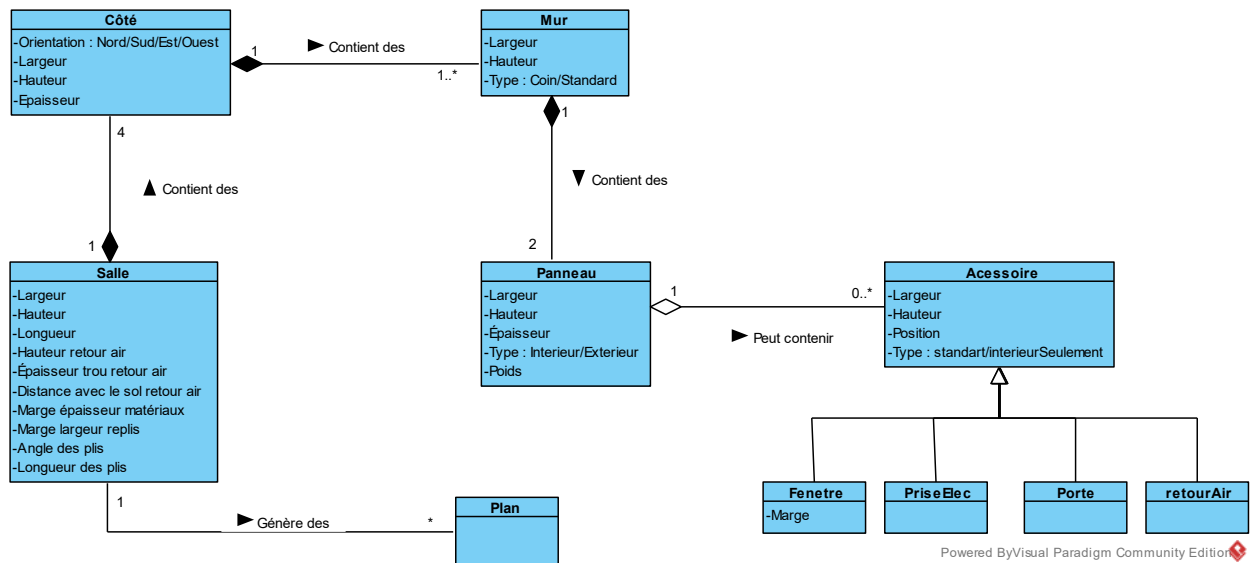 Côté
-Orientation : Nord/Sud/Est/Ouest
-Largeur
-Hauteur
-Epaisseur
1
Contient des
1..*
Mur
-Largeur
-Hauteur
-Type : Coin/Standard
4
Contient des
1
1
Contient des
2
Salle
-Largeur
-Hauteur
-Longueur
-Hauteur retour air
-Épaisseur trou retour air
-Distance avec le sol retour air
-Marge épaisseur matériaux
-Marge largeur replis
-Angle des plis
-Longueur des plis
Panneau
-Largeur
-Hauteur
-Épaisseur
-Type : Interieur/Exterieur
-Poids
1
0..*
Peut contenir
Acessoire
-Largeur
-Hauteur
-Position
-Type : standart/interieurSeulement
1
Génère des
*
Plan
Fenetre
-Marge
PriseElec
Porte
retourAir
Powered ByVisual Paradigm Community Edition